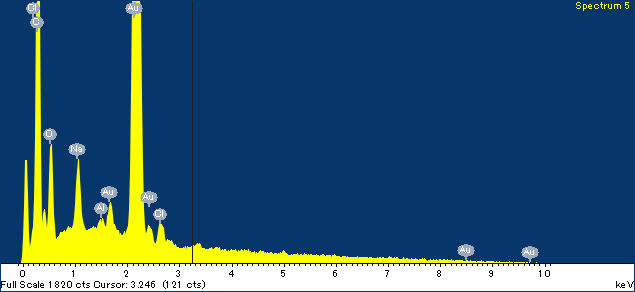 Spectrum 5
Cl
C
Au
O
Na
Al
Au
Au
Cl
Au
Au
0 1 2 3 4 5 6 7 8 9 10
Full Scale 1820 cts Cursor: 3.246 (121 cts)
keV